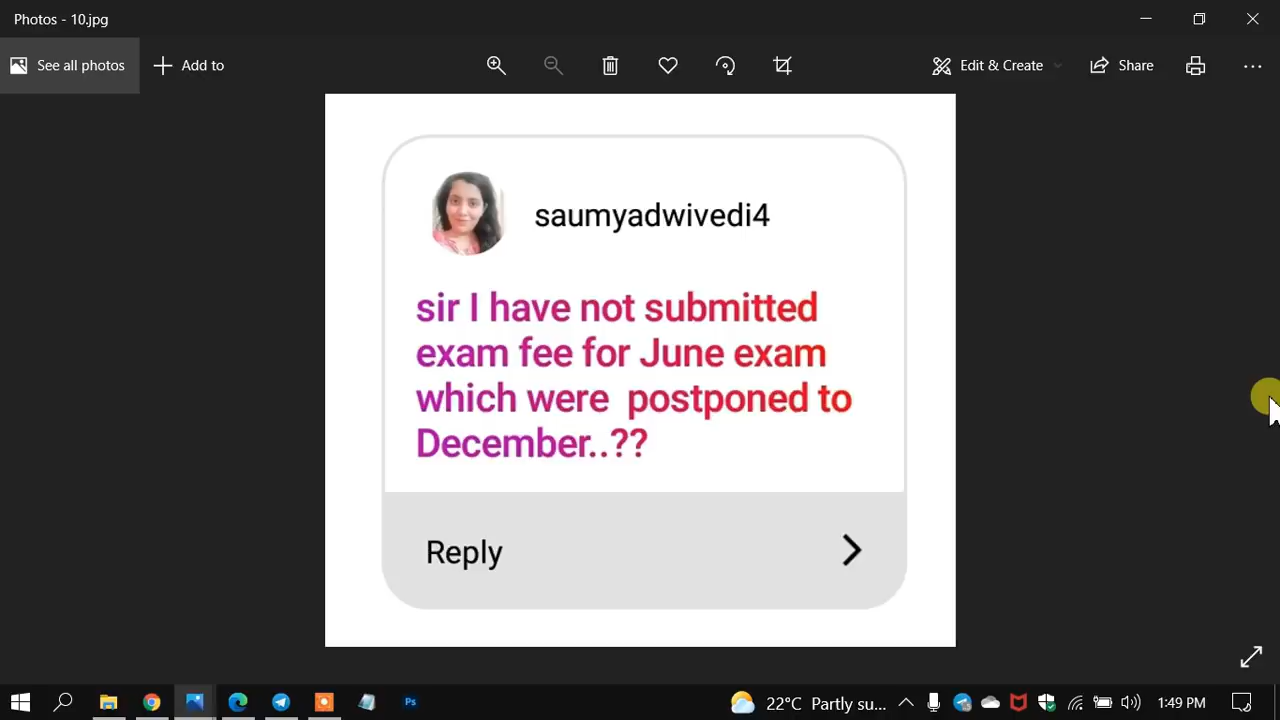 Photos - 10.jpg
See all photos
Add to
Edit & Create
Share
saumyadwivedi4
sir I have not submitted
exam fee for June exam
which were postponed to
December..??
Reply
Ps
22°C Partly su...
1:49 PM